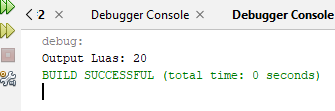 2 Debugger Console Debugger Console
debug:
Output Luas: 20
BUILD SUCCESSFUL (total time: 0 seconds)